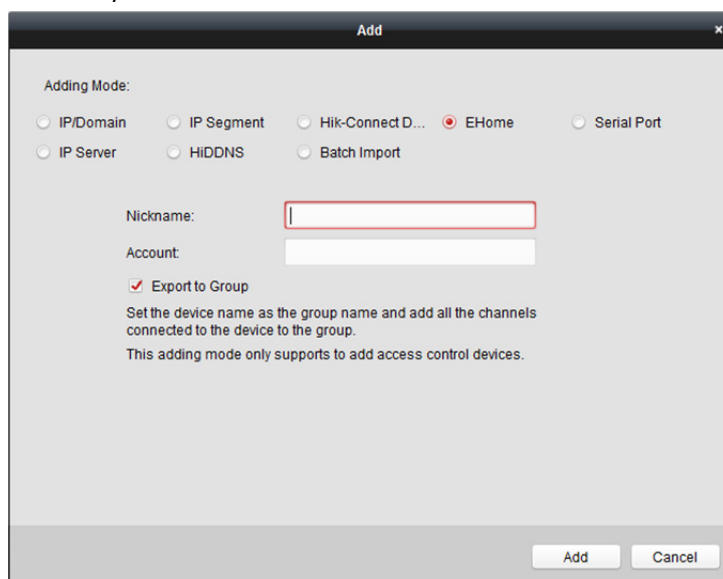 Add
Adding Mode:
IP/Domain IP Segment Hik-Connect D... EHome Serial Port
IP Server HiDDNS Batch Import
Nickname:
Account:
Export to Group
Set the device name as the group name and add all the channels
connected to the device to the group.
This adding mode only supports to add access control devices.
Add Cancel